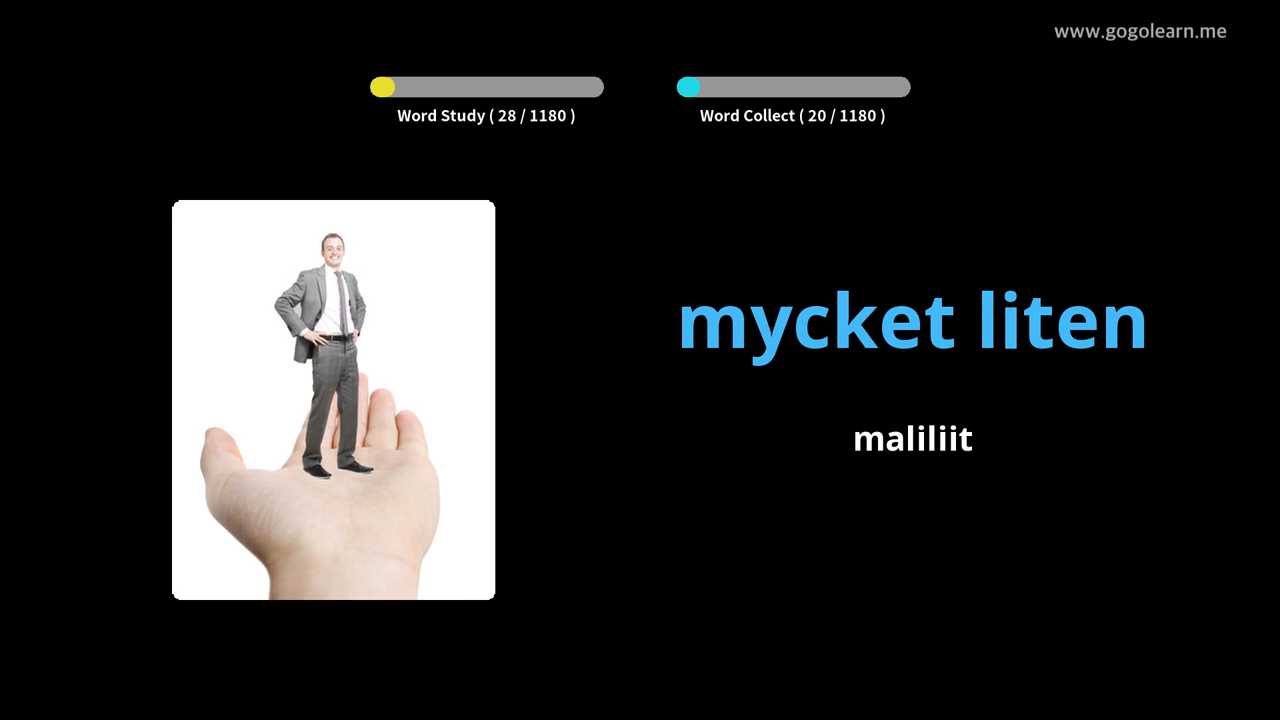 www.gogolearn.me
Word Study ( 28 / 1180 )
Word Collect ( 20 / 1180 )
mycket liten
maliliit